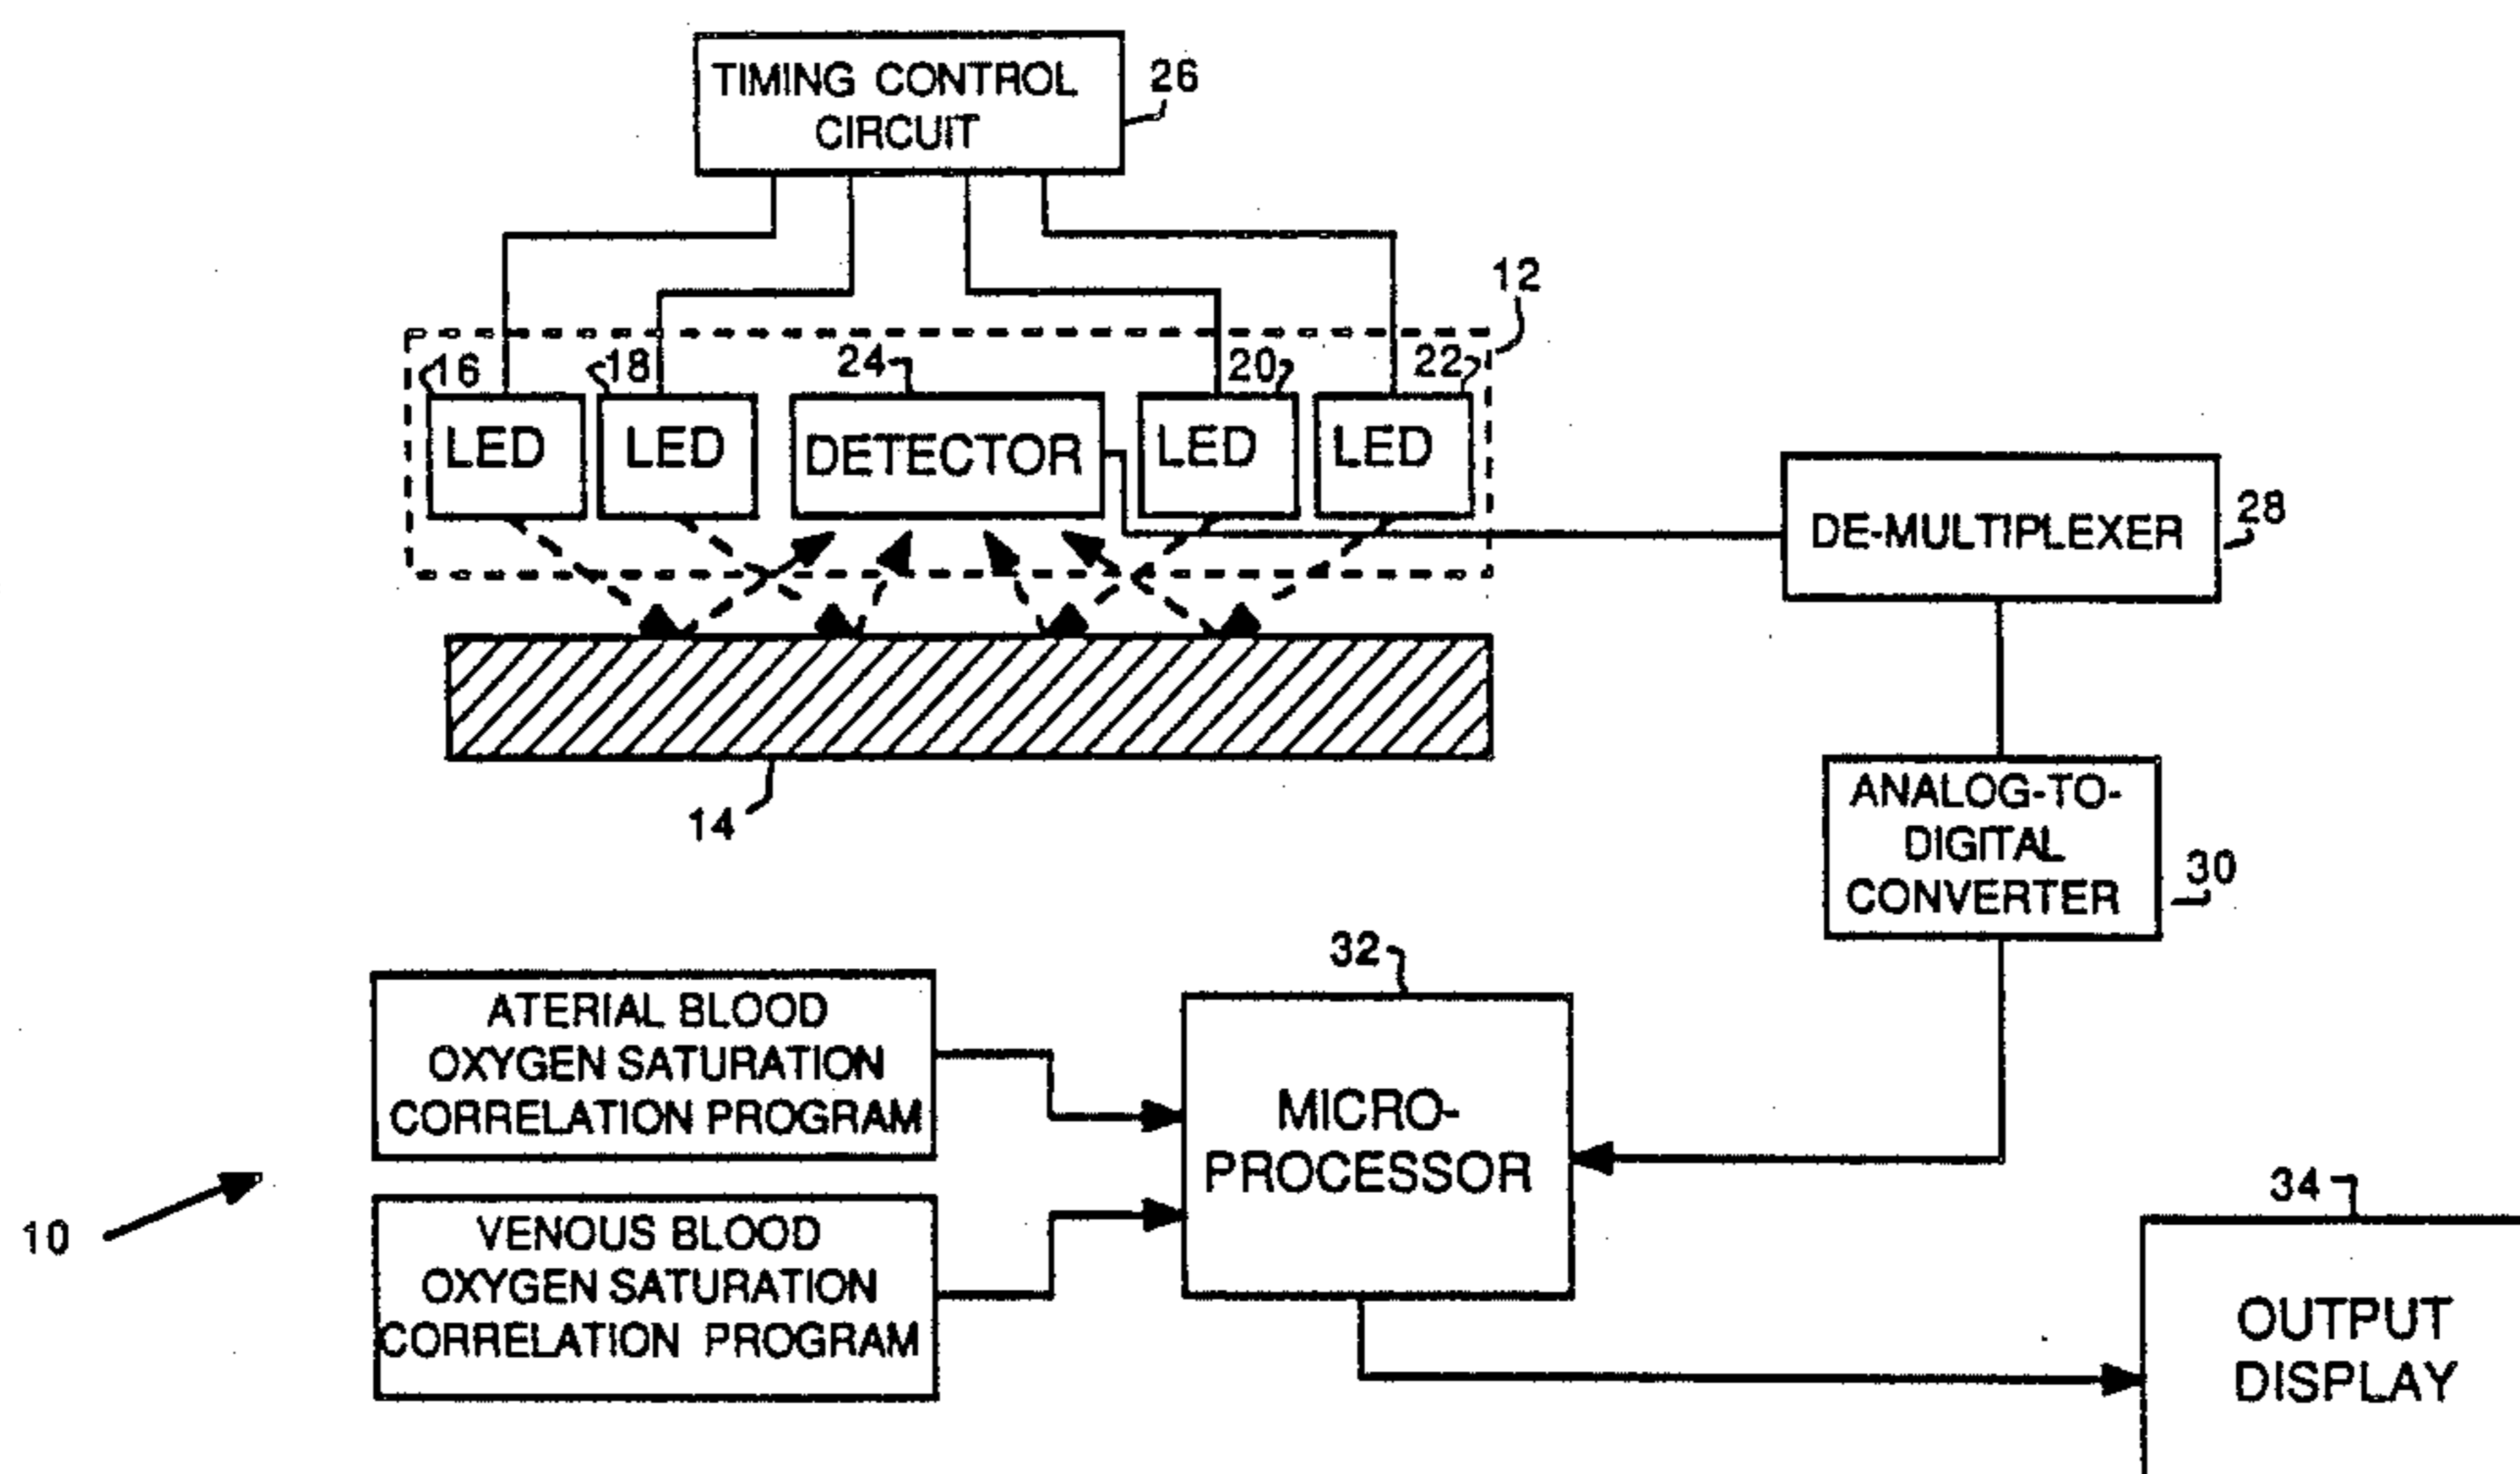 TIMING CONTROL
CIRCUIT
26
12
16
18
24
20
22
LED
LED
DETECTOR
LED
LED
DE-MULTIPLEXER
28
14
ANALOG-TO-
DIGITAL
CONVERTER
30
32
ATERIAL BLOOD
OXYGEN SATURATION
CORRELATION PROGRAM
MICRO-
PROCESSOR
10
VENOUS BLOOD
OXYGEN SATURATION
CORRELATION PROGRAM
34
OUTPUT
DISPLAY